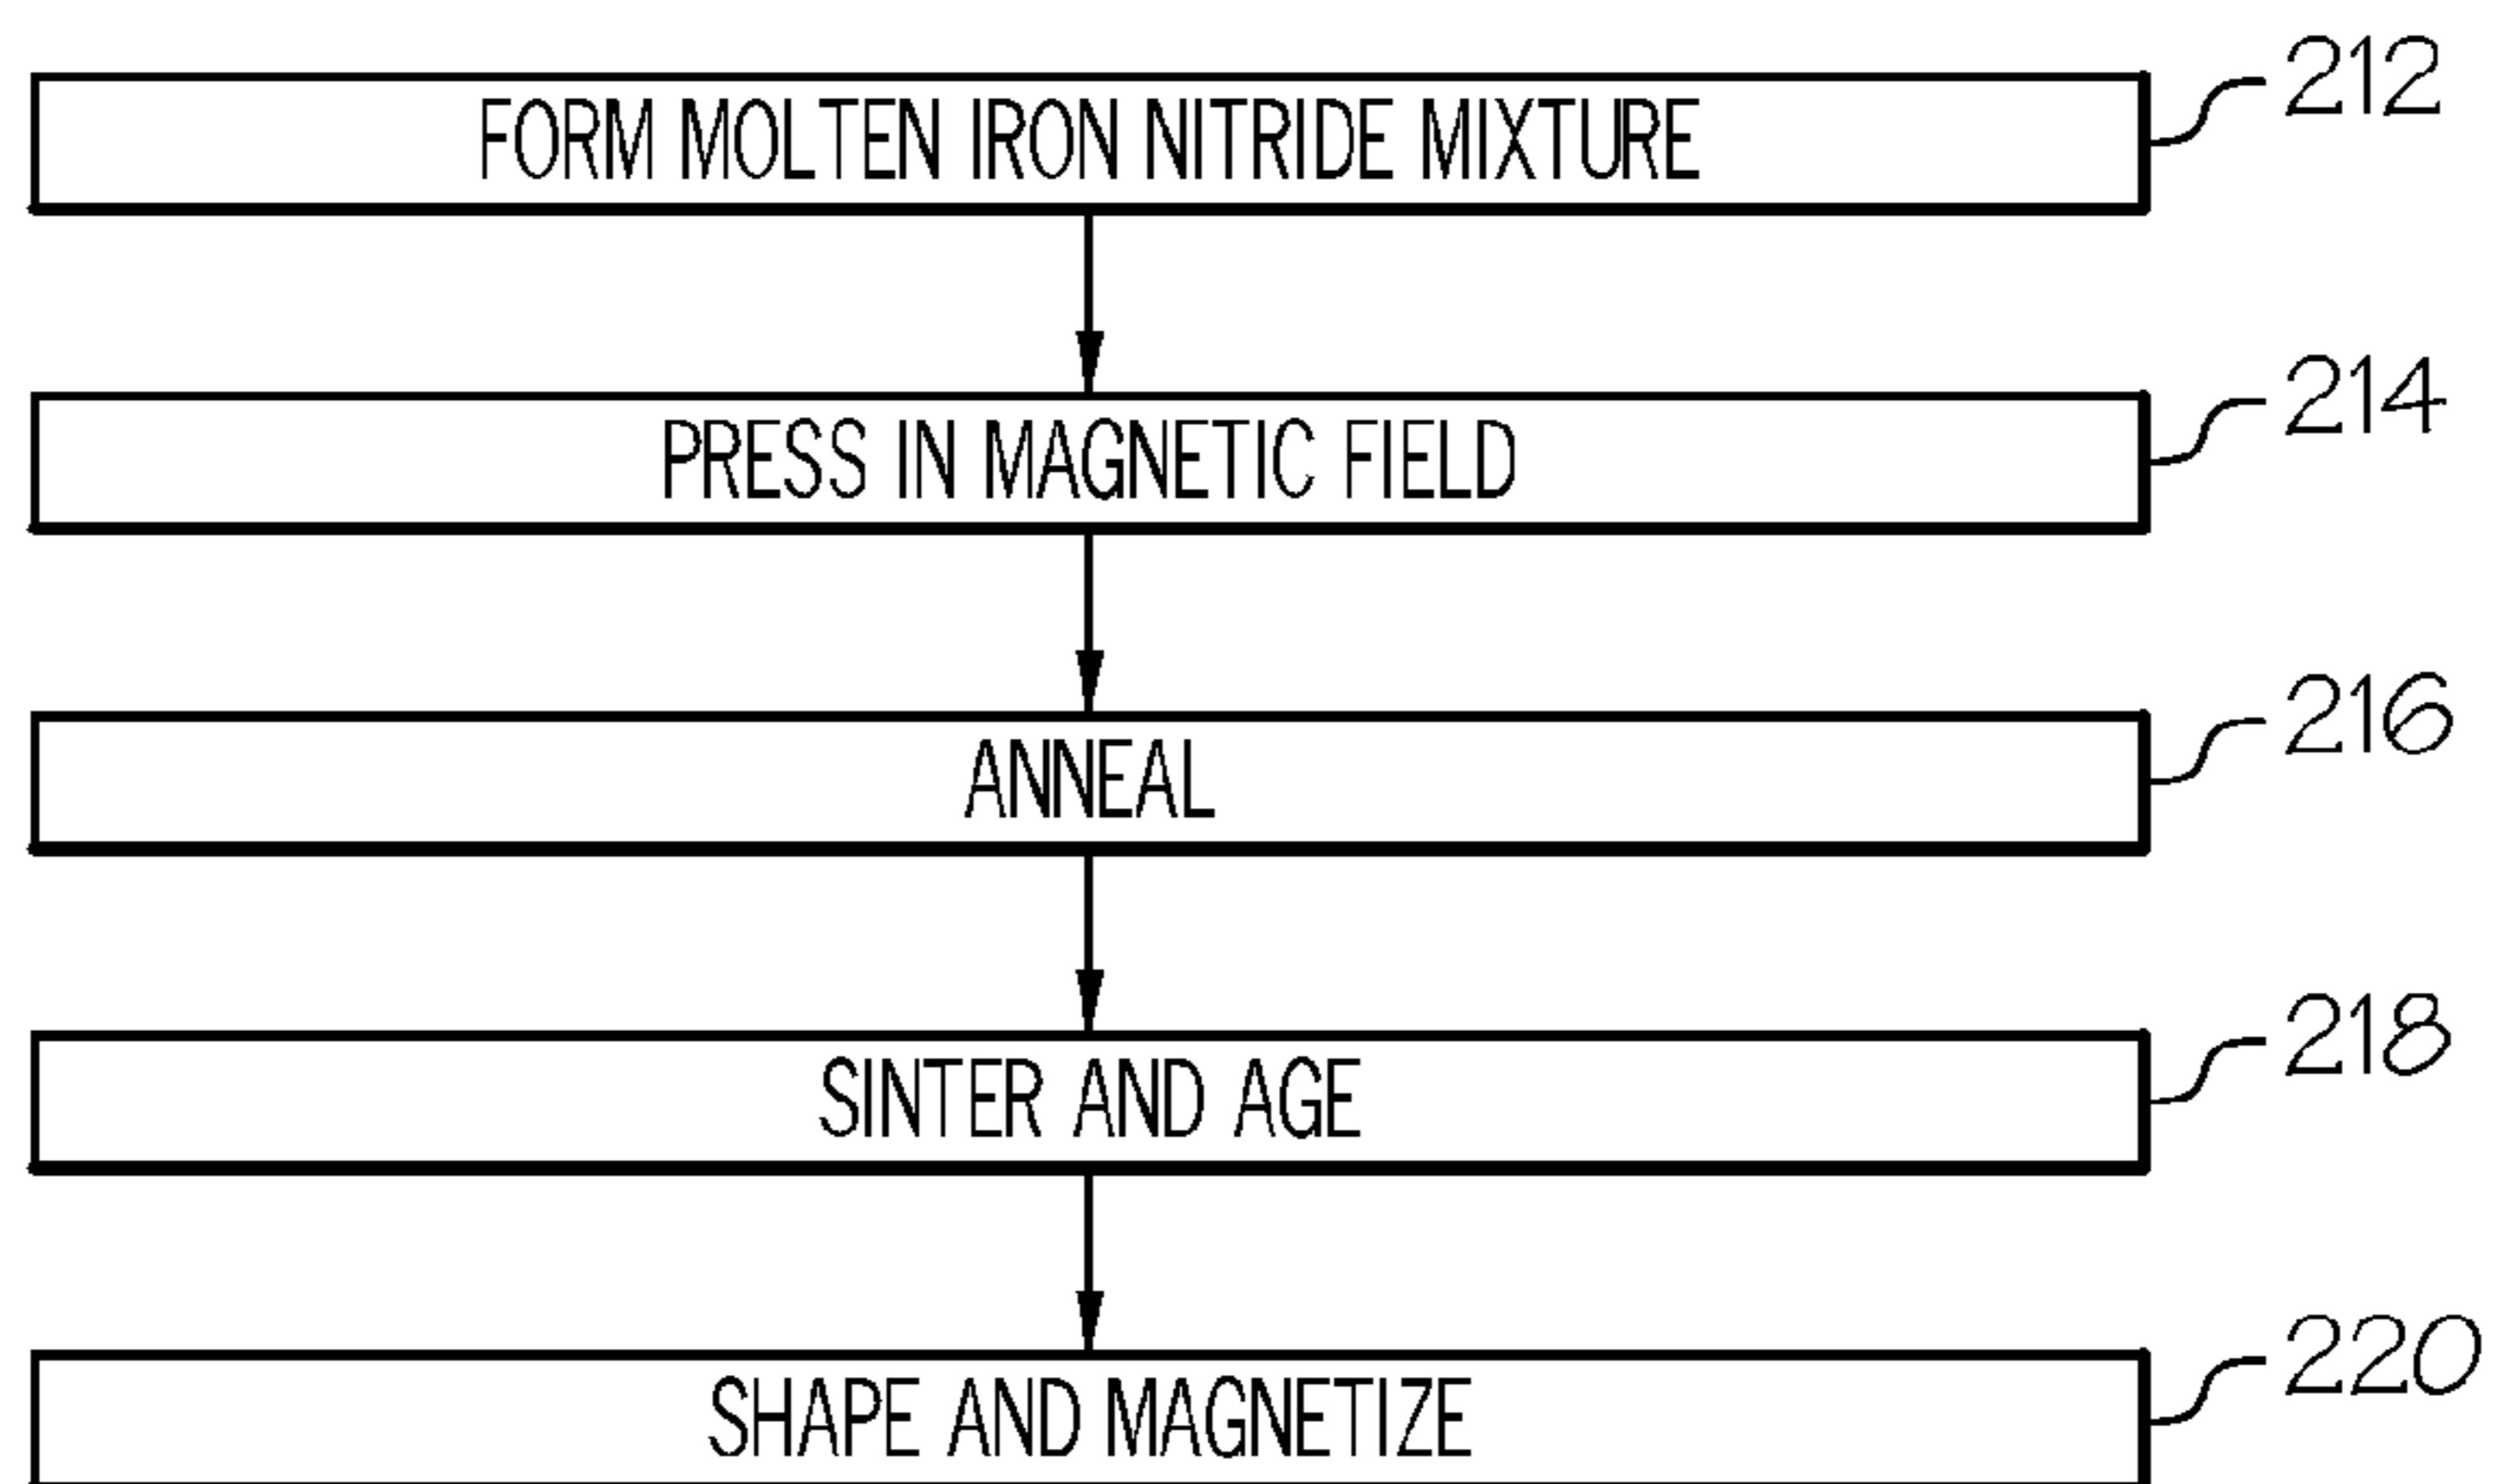 FORM MOLTEN IRON NITRIDE MIXTURE
212
PRESS IN MAGNETIC FIELD
214
ANNEAL
216
SINTER AND AGE
218
SHAPE AND MAGNETIZE
220